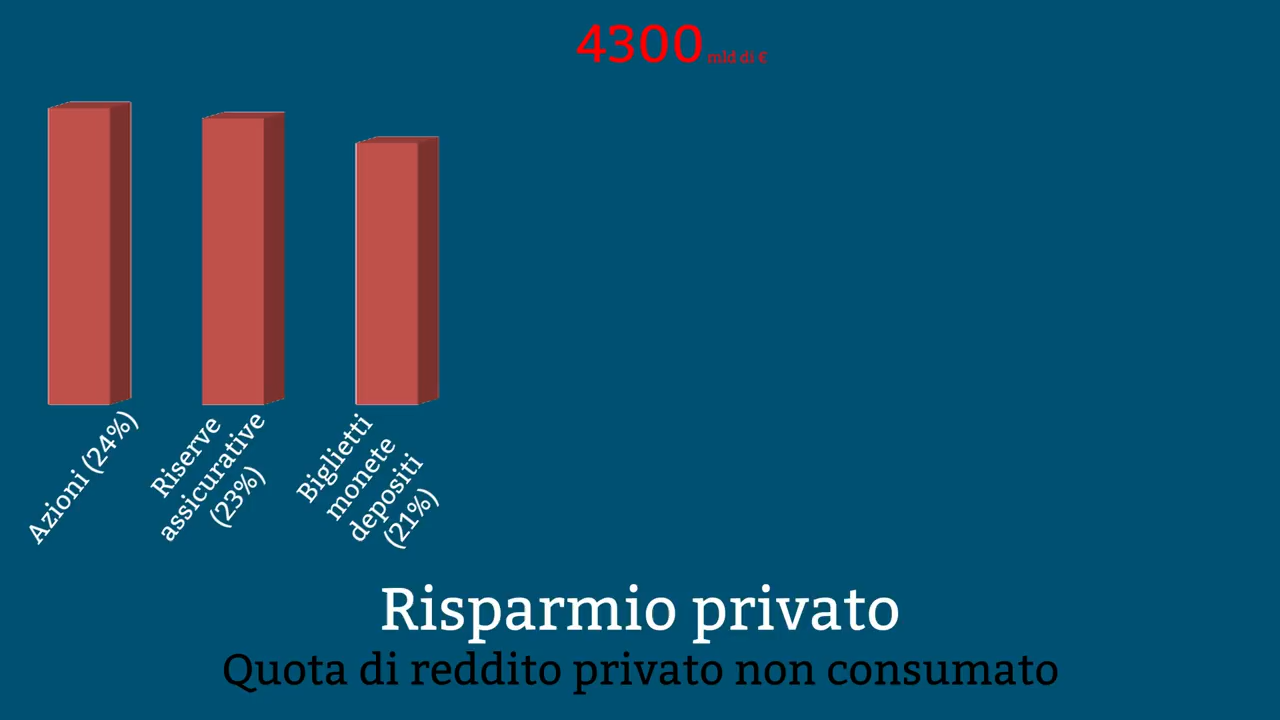 4300 mld di €
Azioni (24%)
Riserve
assicurative
(23%)
Biglietti
monete
depositi
(21%)
Risparmio privato
Quota di reddito privato non consumato